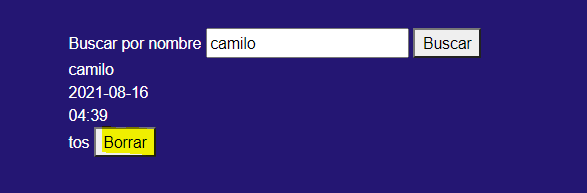 Buscar por nombre camilo Buscar
camilo
2021-08-16
04:39
tos Borrar